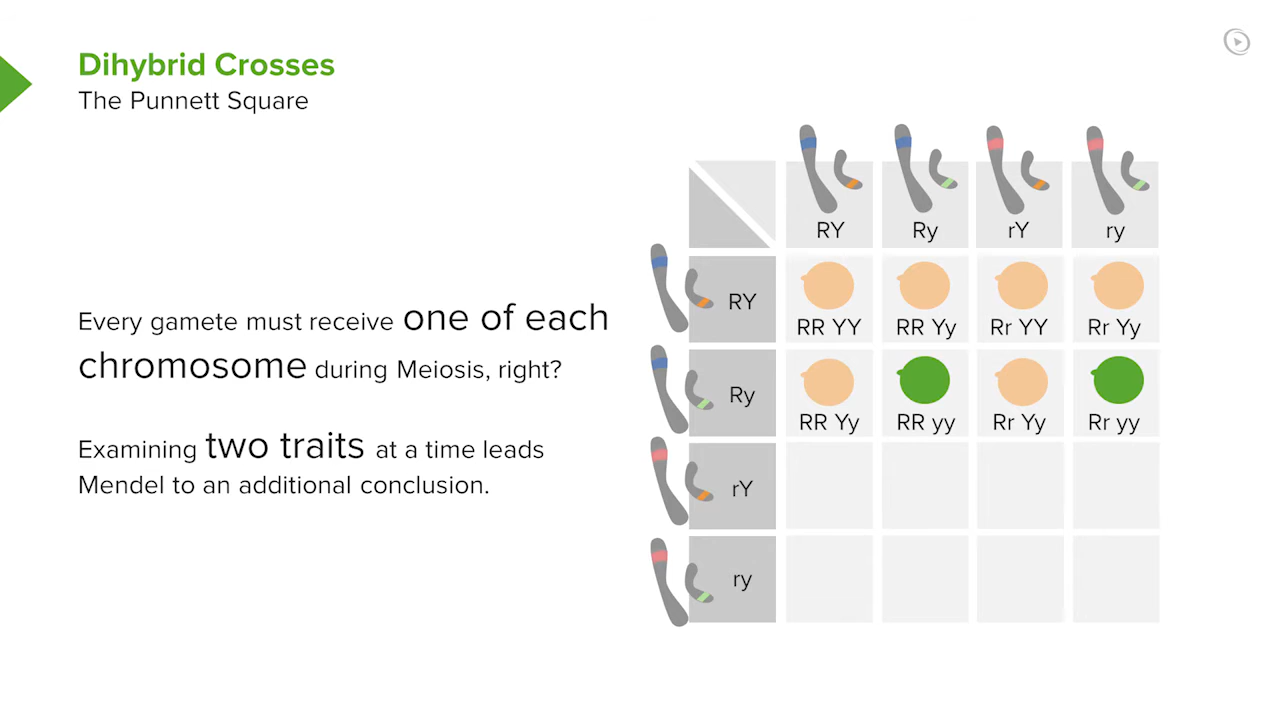 Dihybrid Crosses
The Punnett Square
Every gamete must receive one of each
chromosome during Meiosis, right?
Examining two traits at a time leads
Mendel to an additional conclusion.
RY Ry rY ry
RY RR YY RR Yy Rr YY Rr Yy
Ry RR Yy RR yy Rr Yy Rr yy
rY
ry